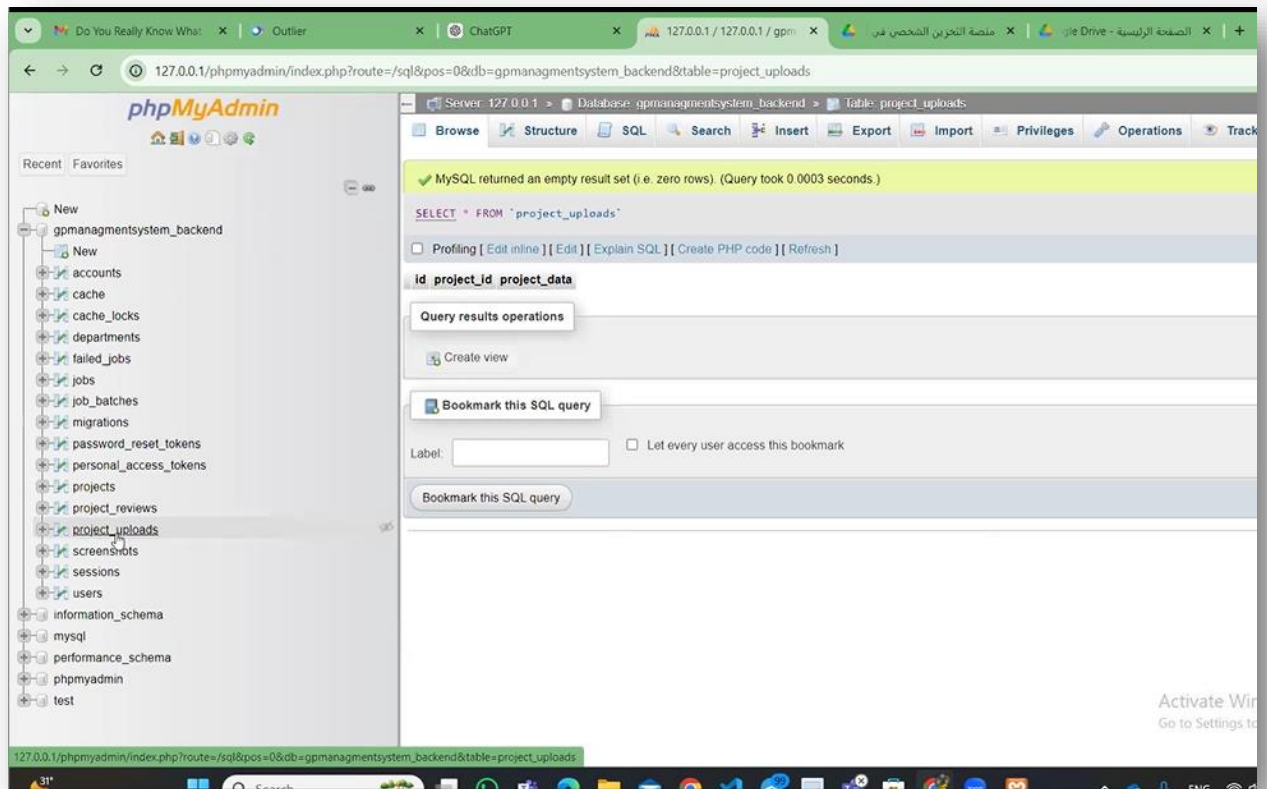 Do You Really Know What
Outlier
ChatGPT
127.0.0.1 / 127.0.0.1 / gpm
منصة التخزين الشخصي في
الصفحة الرئيسية - gle Drive
127.0.0.1/phpmyadmin/index.php?route=/sql&pos=0&db=gpmanagmentsystem_backend&table=project_uploads
phpMyAdmin
Recent Favorites
New
gpmanagmentsystem_backend
New
accounts
cache
cache_locks
departments
failed_jobs
jobs
job_batches
migrations
password_reset_tokens
personal_access_tokens
projects
project_reviews
project_uploads
screenshots
sessions
users
information_schema
mysql
performance_schema
phpmyadmin
test
Server: 127.0.0.1 » Database: gpmanagmentsystem_backend » Table: project_uploads
Browse Structure SQL Search Insert Export Import Privileges Operations Track
MySQL returned an empty result set (i.e. zero rows). (Query took 0.0003 seconds.)
SELECT * FROM `project_uploads`
Profiling [ Edit inline ] [ Edit ] [ Explain SQL ] [ Create PHP code ] [ Refresh ]
id project_id project_data
Query results operations
Create view
Bookmark this SQL query
Label: Let every user access this bookmark
Bookmark this SQL query
Activate Wir
Go to Settings to
127.0.0.1/phpmyadmin/index.php?route=/sql&pos=0&db=gpmanagmentsystem_backend&table=project_uploads
31°
Search
99
ENG